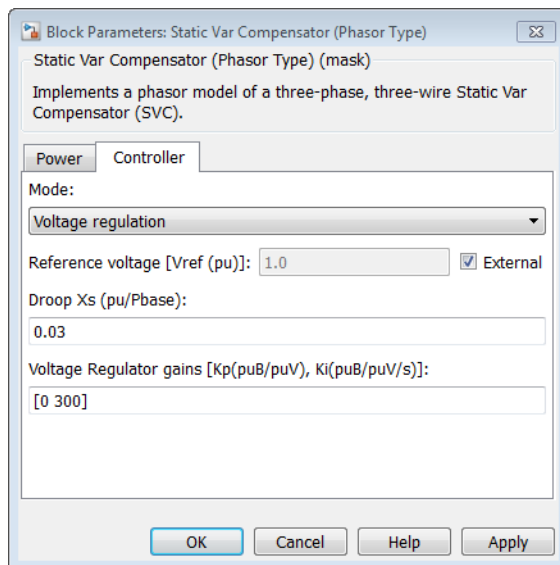 Block Parameters: Static Var Compensator (Phasor Type)
Static Var Compensator (Phasor Type) (mask)
Implements a phasor model of a three-phase, three-wire Static Var
Compensator (SVC).
Power Controller
Mode:
Voltage regulation
Reference voltage [Vref (pu)]: 1.0 External
Droop Xs (pu/Pbase):
0.03
Voltage Regulator gains [Kp(puB/puV), Ki(puB/puV/s)]:
[0 300]
OK Cancel Help Apply